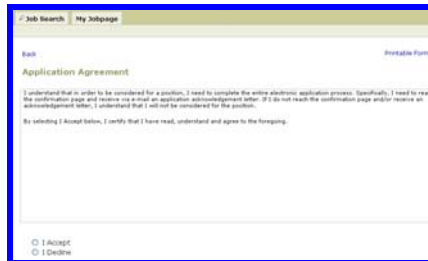 Job Search My Jobpage
Back Printable Form
Application Agreement
I understand that in order to be considered for a position, I need to complete the entire electronic application process. Specifically, I need to rea
the confirmation page and receive via e-mail an application acknowledgement letter. If I do not reach the confirmation page and/or receive an
acknowledgement letter, I understand that I will not be considered for the position.
By selecting I Accept below, I certify that I have read, understand and agree to the foregoing.
I Accept
I Decline